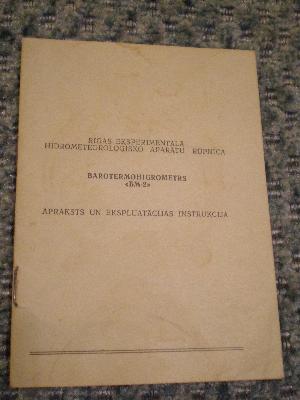 RĪGAS EKSPERIMENTĀLĀ
HIDROMETEOROLOĢISKO APARĀTU RŪPNĪCA
BAROTERMOHIGROMETRS
«БМ-2»
APRAKSTS UN EKSPLUATĀCIJAS INSTRUKCIJA